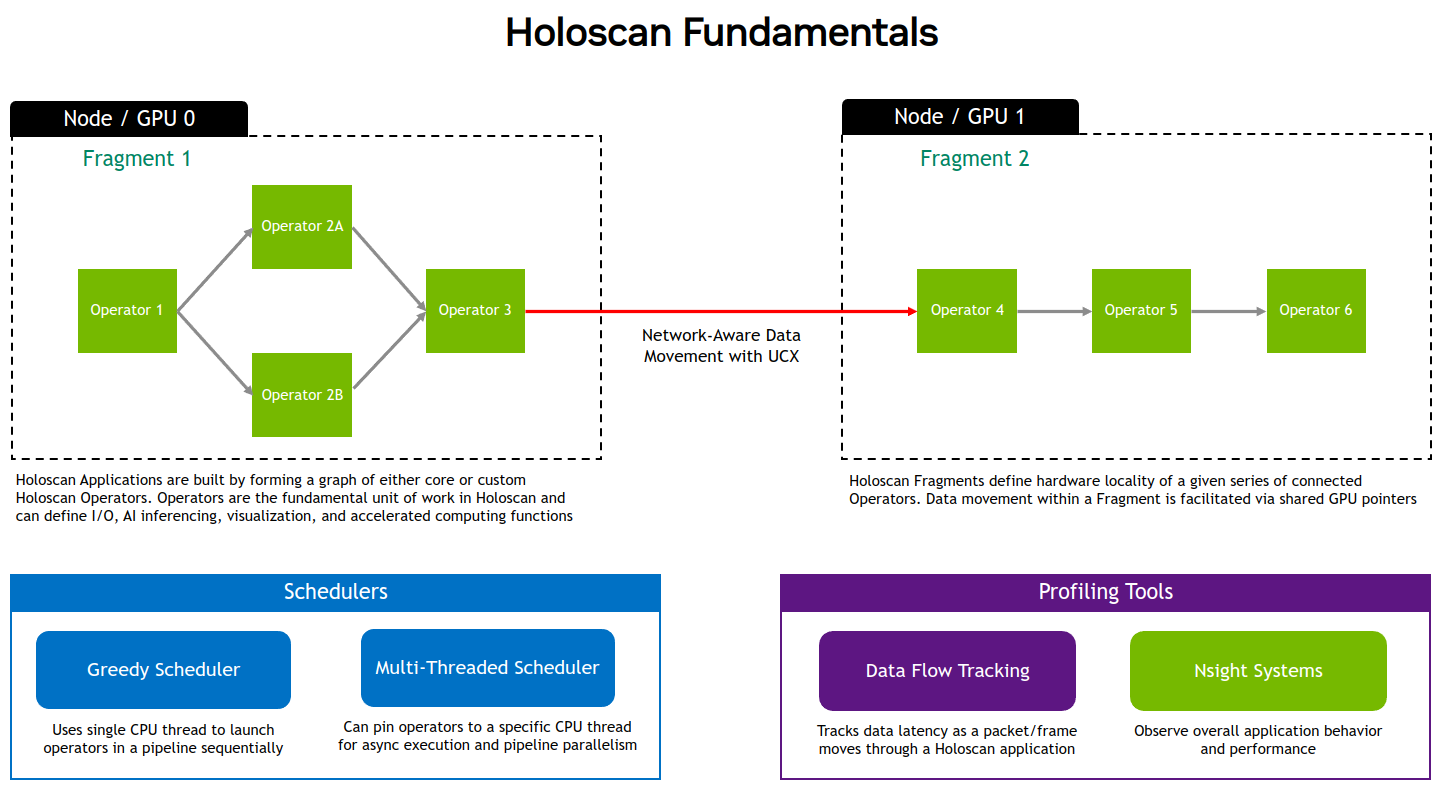 Holoscan Fundamentals
Node / GPU 0
Fragment 1
Operator 1
Operator 2A
Operator 2B
Operator 3
Network-Aware Data
Movement with UCX
Node / GPU 1
Fragment 2
Operator 4
Operator 5
Operator 6
Holoscan Applications are built by forming a graph of either core or custom
Holoscan Operators. Operators are the fundamental unit of work in Holoscan and
can define I/O, AI inferencing, visualization, and accelerated computing functions
Holoscan Fragments define hardware locality of a given series of connected
Operators. Data movement within a Fragment is facilitated via shared GPU pointers
Schedulers
Greedy Scheduler
Uses single CPU thread to launch
operators in a pipeline sequentially
Multi-Threaded Scheduler
Can pin operators to a specific CPU thread
for async execution and pipeline parallelism
Profiling Tools
Data Flow Tracking
Tracks data latency as a packet/frame
moves through a Holoscan application
Nsight Systems
Observe overall application behavior
and performance